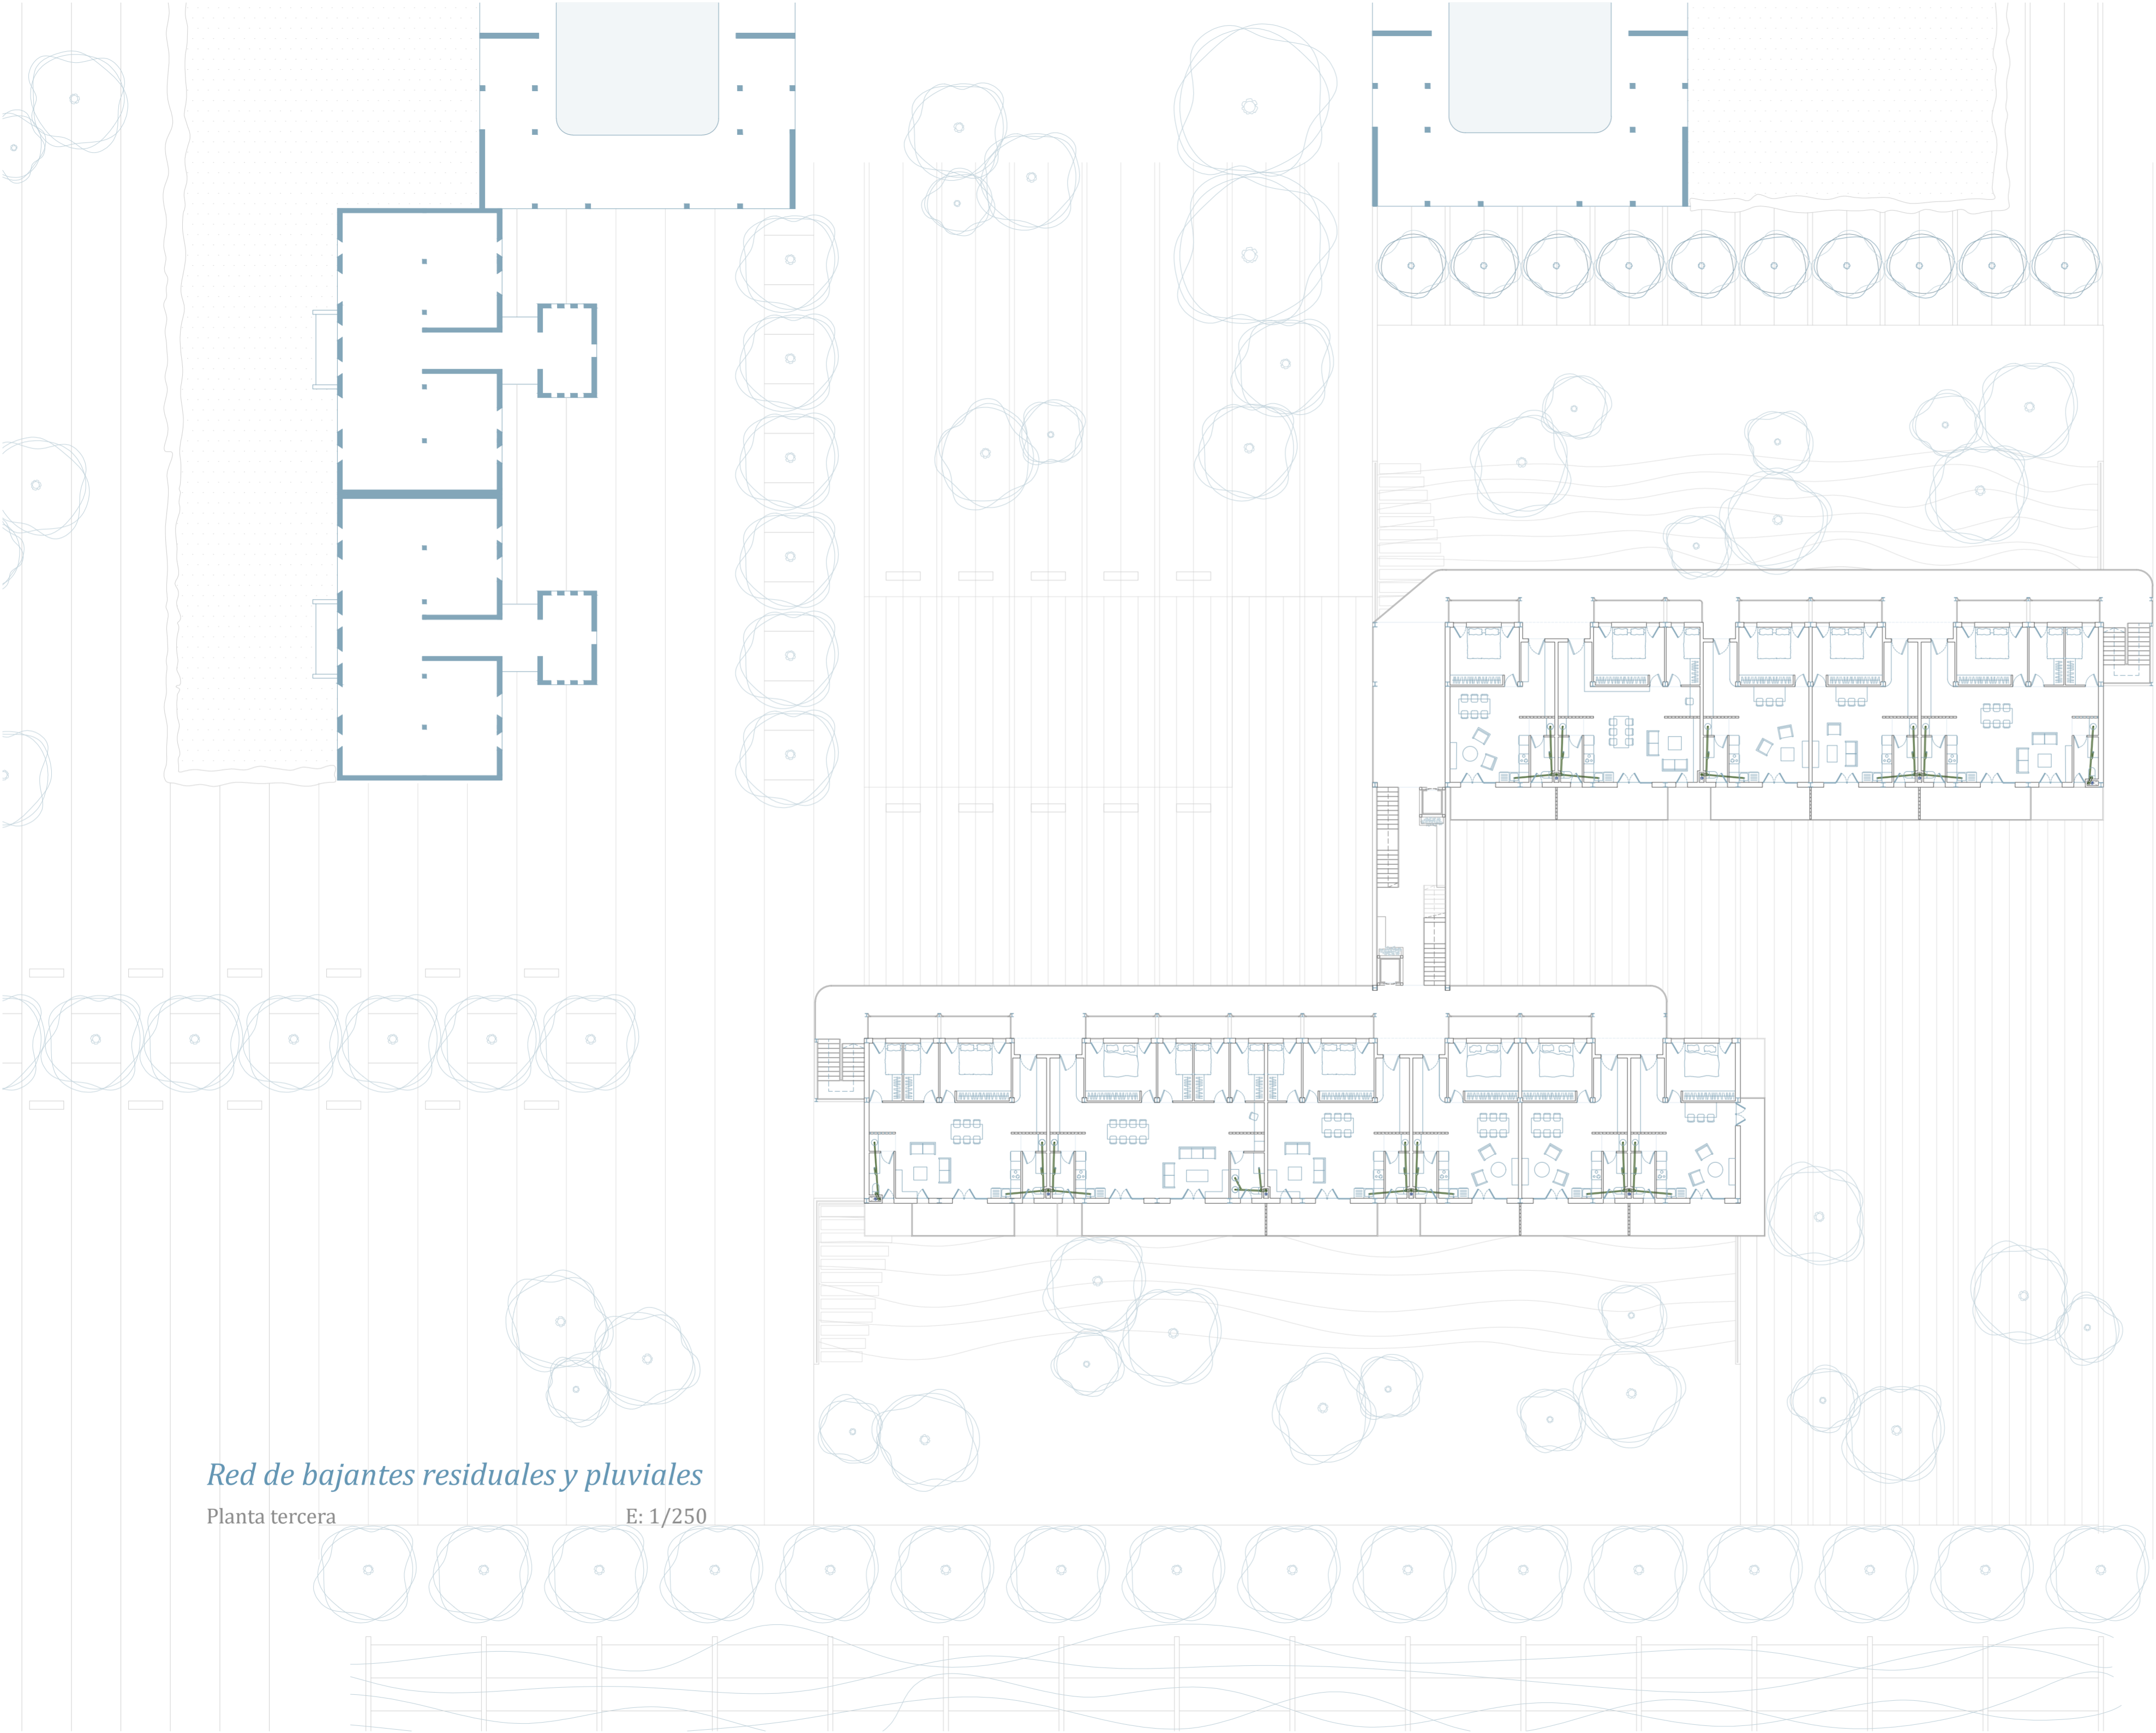 Red de bajantes residuales y pluviales
Planta tercera E: 1/250